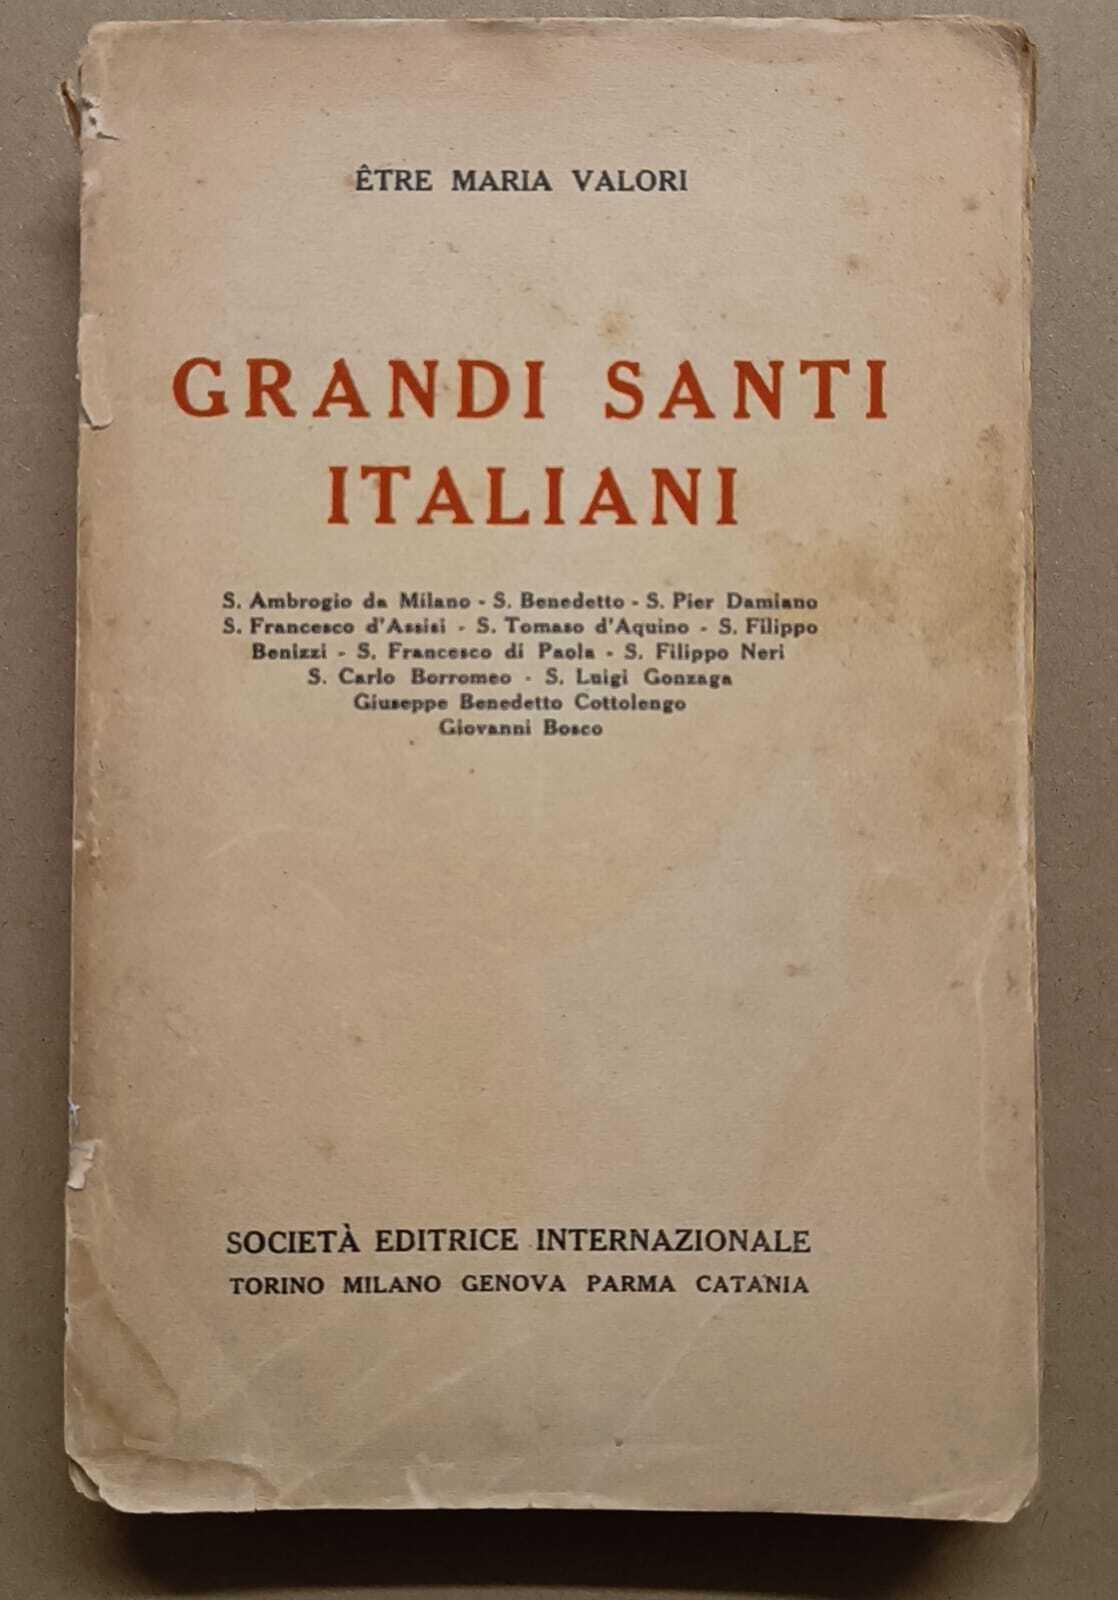 ÊTRE MARIA VALORI
GRANDI SANTI
ITALIANI
S. Ambrogio da Milano - S. Benedetto - S. Pier Damiano
S. Francesco d'Assisi - S. Tomaso d'Aquino - S. Filippo
Benizzi - S. Francesco di Paola - S. Filippo Neri
S. Carlo Borromeo - S. Luigi Gonzaga
Giuseppe Benedetto Cottolengo
Giovanni Bosco
SOCIETÀ EDITRICE INTERNAZIONALE
TORINO MILANO GENOVA PARMA CATANIA